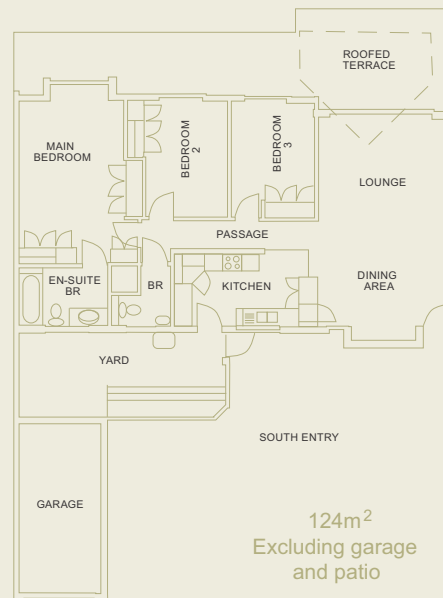 ROOFED
TERRACE
MAIN
BEDROOM
BEDROOM
2
BEDROOM
3
LOUNGE
PASSAGE
EN-SUITE
BR
BR
KITCHEN
DINING
AREA
YARD
SOUTH ENTRY
GARAGE
124m²
Excluding garage
and patio